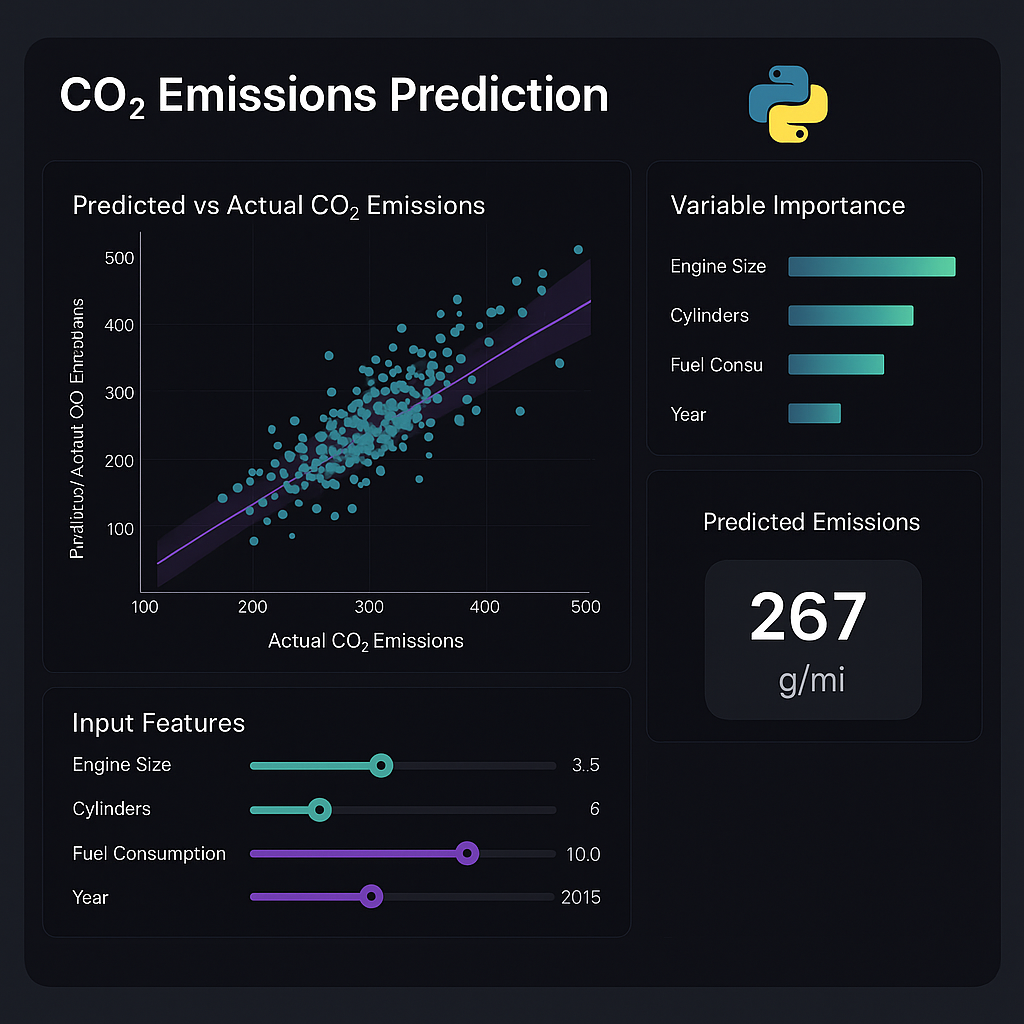 CO₂ Emissions Prediction
Predicted vs Actual CO₂ Emissions
500
400
300
200
100
100 200 300 400 500
Actual CO₂ Emissions
Variable Importance
Engine Size
Cylinders
Fuel Consu
Year
Predicted Emissions
267
g/mi
Input Features
Engine Size 3.5
Cylinders 6
Fuel Consumption 10.0
Year 2015